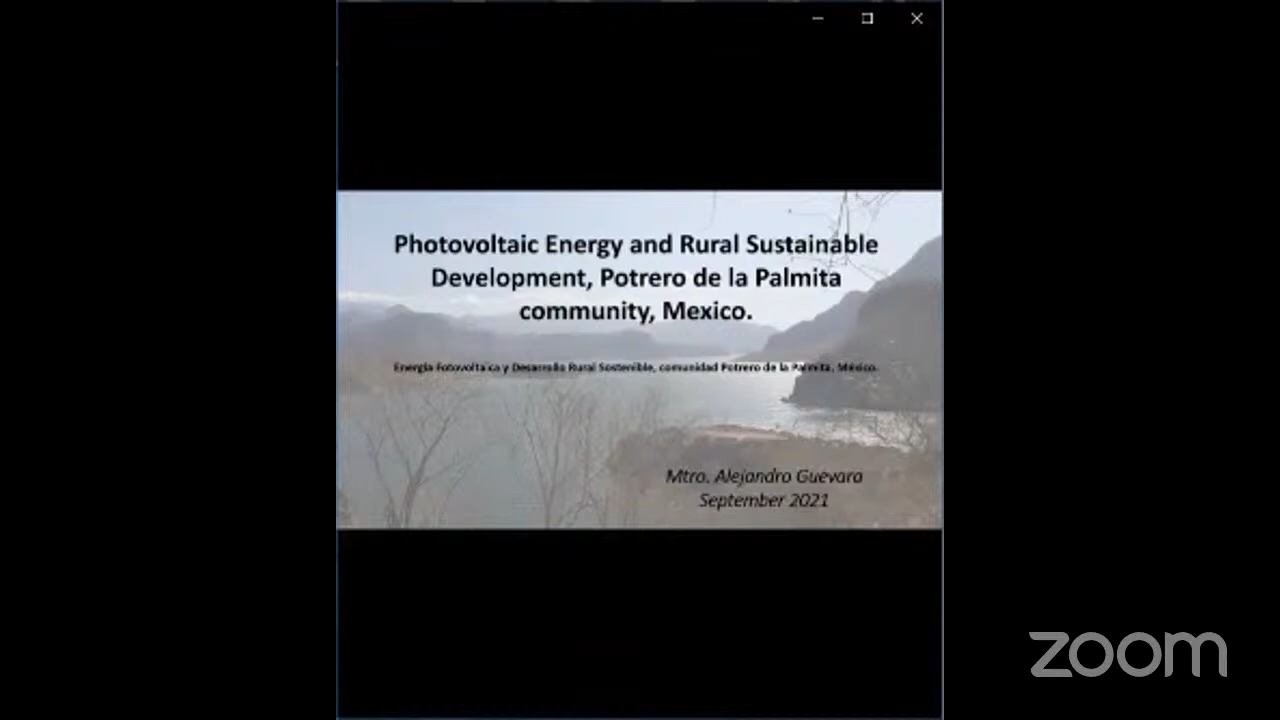 Photovoltaic Energy and Rural Sustainable
Development, Potrero de la Palmita
community, Mexico.
Energía Fotovoltaíca y Desarrollo Rural Sostenible, comunidad Potrero de la Palmita, México.
Mtro. Alejandro Guevara
September 2021
zoom